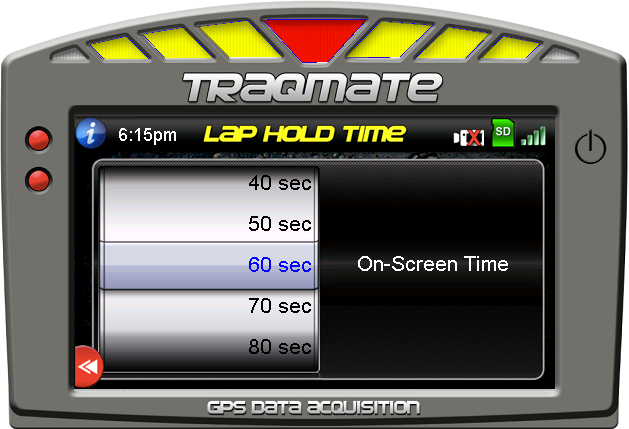 TRAQMATE
6:15pm
LAP HOLD TIME
SD
40 sec
50 sec
60 sec
On-Screen Time
70 sec
80 sec
GPS DATA ACQUISITION